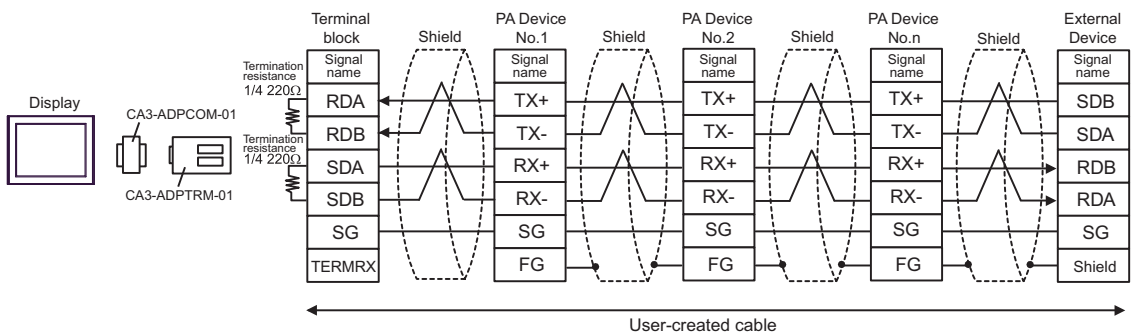 Terminal block
Shield
PA Device No.1
Shield
PA Device No.2
Shield
PA Device No.n
Shield
External Device
Signal name
Signal name
Signal name
Signal name
Signal name
Termination resistance
1/4 220Ω
RDA
TX+
TX+
TX+
SDB
Display
CA3-ADPCOM-01
RDB
TX-
TX-
TX-
SDA
Termination resistance
1/4 220Ω
SDA
RX+
RX+
RX+
RDB
CA3-ADPTRM-01
SDB
RX-
RX-
RX-
RDA
SG
SG
SG
SG
SG
TERMRX
FG
FG
FG
Shield
User-created cable